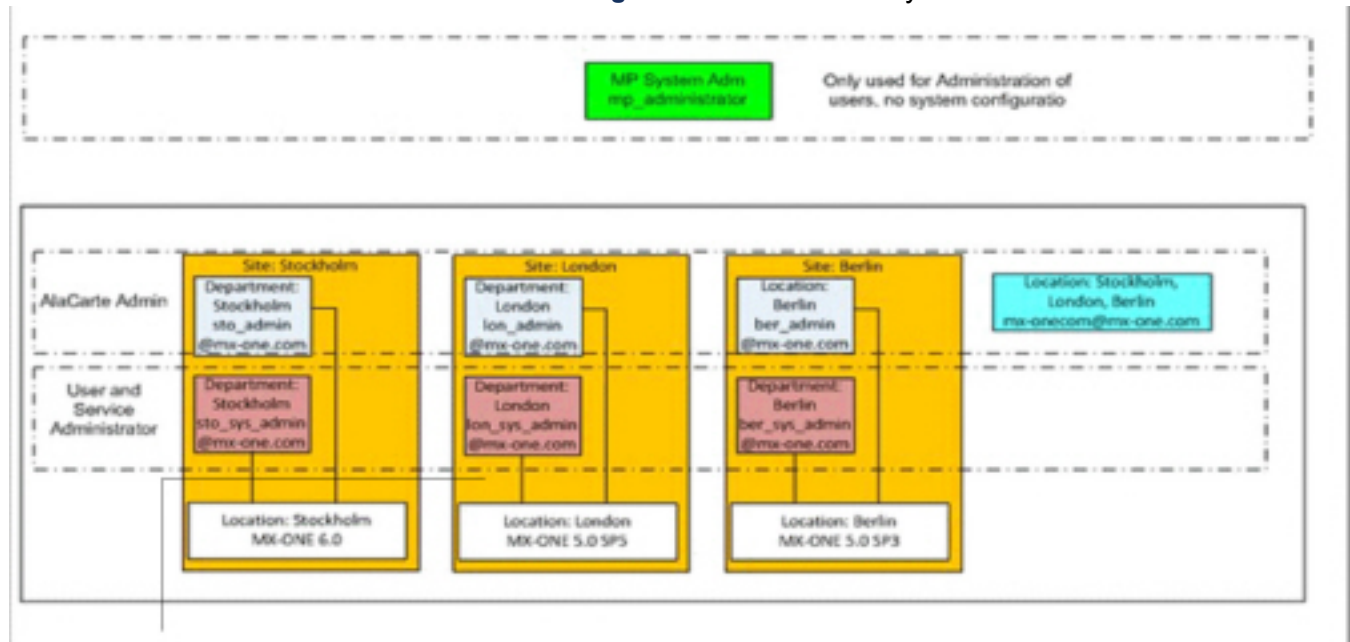 MP System Adm
mp_administrator
Only used for Administration of
users, no system configuratio
AlaCarte Admin
Site: Stockholm
Department:
Stockholm
sto_admin
@mx-one.com
Site: London
Department:
London
lon_admin
@mx-one.com
Site: Berlin
Location:
Berlin
ber_admin
@mx-one.com
Location: Stockholm,
London, Berlin
mx-onecom@mx-one.com
User and
Service
Administrator
Department:
Stockholm
sto_sys_admin
@mx-one.com
Department:
London
lon_sys_admin
@mx-one.com
Department:
Berlin
ber_sys_admin
@mx-one.com
Location: Stockholm
MX-ONE 6.0
Location: London
MX-ONE 5.0 SP5
Location: Berlin
MX-ONE 5.0 SP3